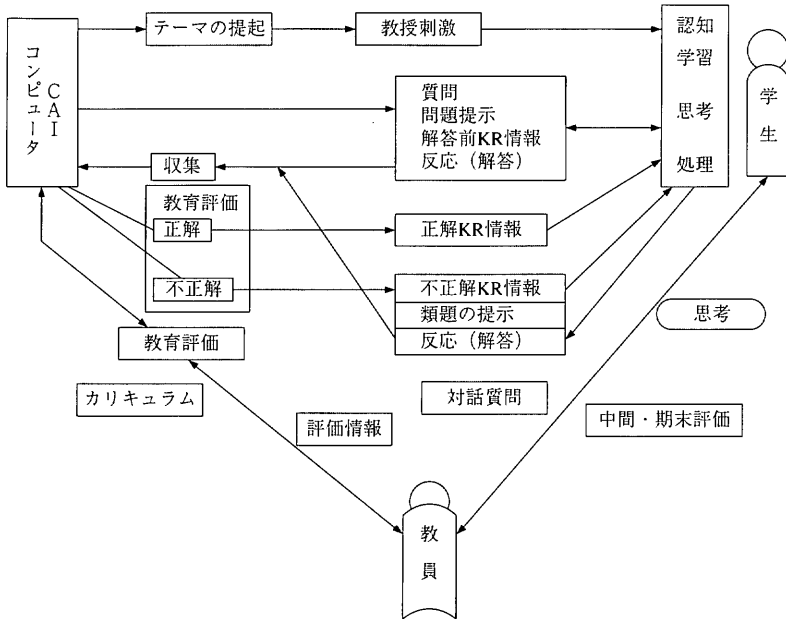 テーマの提起
教授刺激
CAI
コンピュータ
認知
学習
思考
処理
学生
質問
問題提示
解答前KR情報
反応（解答）
収集
教育評価
正解
正解KR情報
不正解
不正解KR情報
類題の提示
反応（解答）
思考
教育評価
カリキュラム
対話質問
評価情報
中間・期末評価
教員